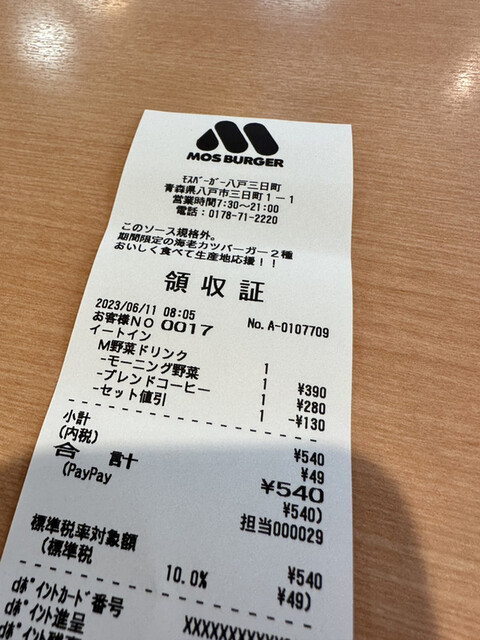 MOS BURGER
ﾓｽﾊﾞｰｶﾞｰ八戸三日町
青森県八戸市三日町１－１
営業時間7:30～21:00
電話：0178-71-2220
このソース規格外。
期間限定の海老カツバーガー２種
おいしく食べて生産地応援！！
領収証
2023/06/11 08:05 No. A-0107709
お客様NO 0017
イートイン
M野菜ドリンク 1
-モーニング野菜 1 ¥390
-ブレンドコーヒー 1 ¥280
-セット値引 1 -¥130
小計 ¥540
(内税) ¥49
合 計 ¥540
(PayPay ¥540)
担当000029
標準税率対象額 ¥540
(標準税 10.0% ¥49)
dﾎﾟｲﾝﾄｶｰﾄﾞ番号 XXXXXXXXXXX
dﾎﾟｲﾝﾄ進呈